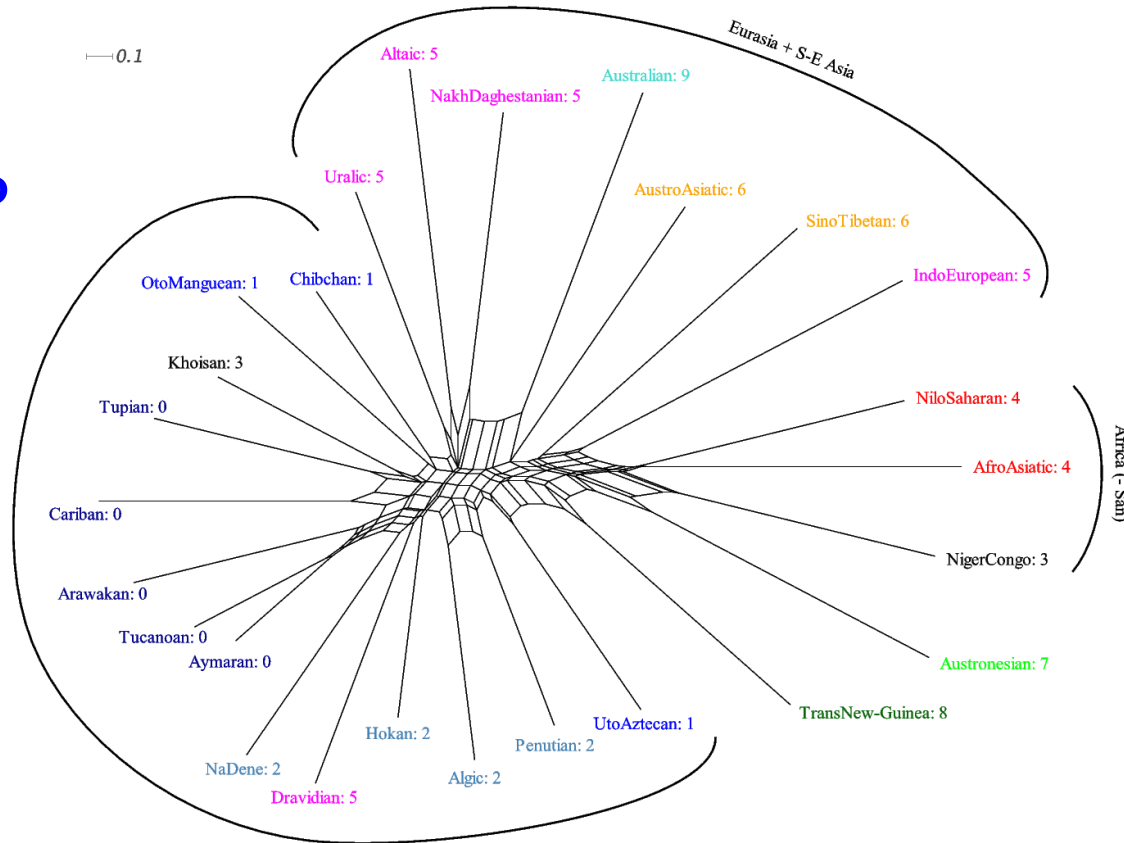 Eurasia + S-E Asia
0.1
Altaic: 5
Australian: 9
NakhDaghestanian: 5
Uralic: 5
AustroAsiatic: 6
SinoTibetan: 6
IndoEuropean: 5
OtoManguean: 1
Chibchan: 1
Khoisan: 3
NiloSaharan: 4
Tupian: 0
AfroAsiatic: 4
Africa (- San)
Cariban: 0
NigerCongo: 3
Arawakan: 0
Tucanoan: 0
Aymaran: 0
Austronesian: 7
TransNew-Guinea: 8
UtoAztecan: 1
Hokan: 2
Penutian: 2
NaDene: 2
Algic: 2
Dravidian: 5